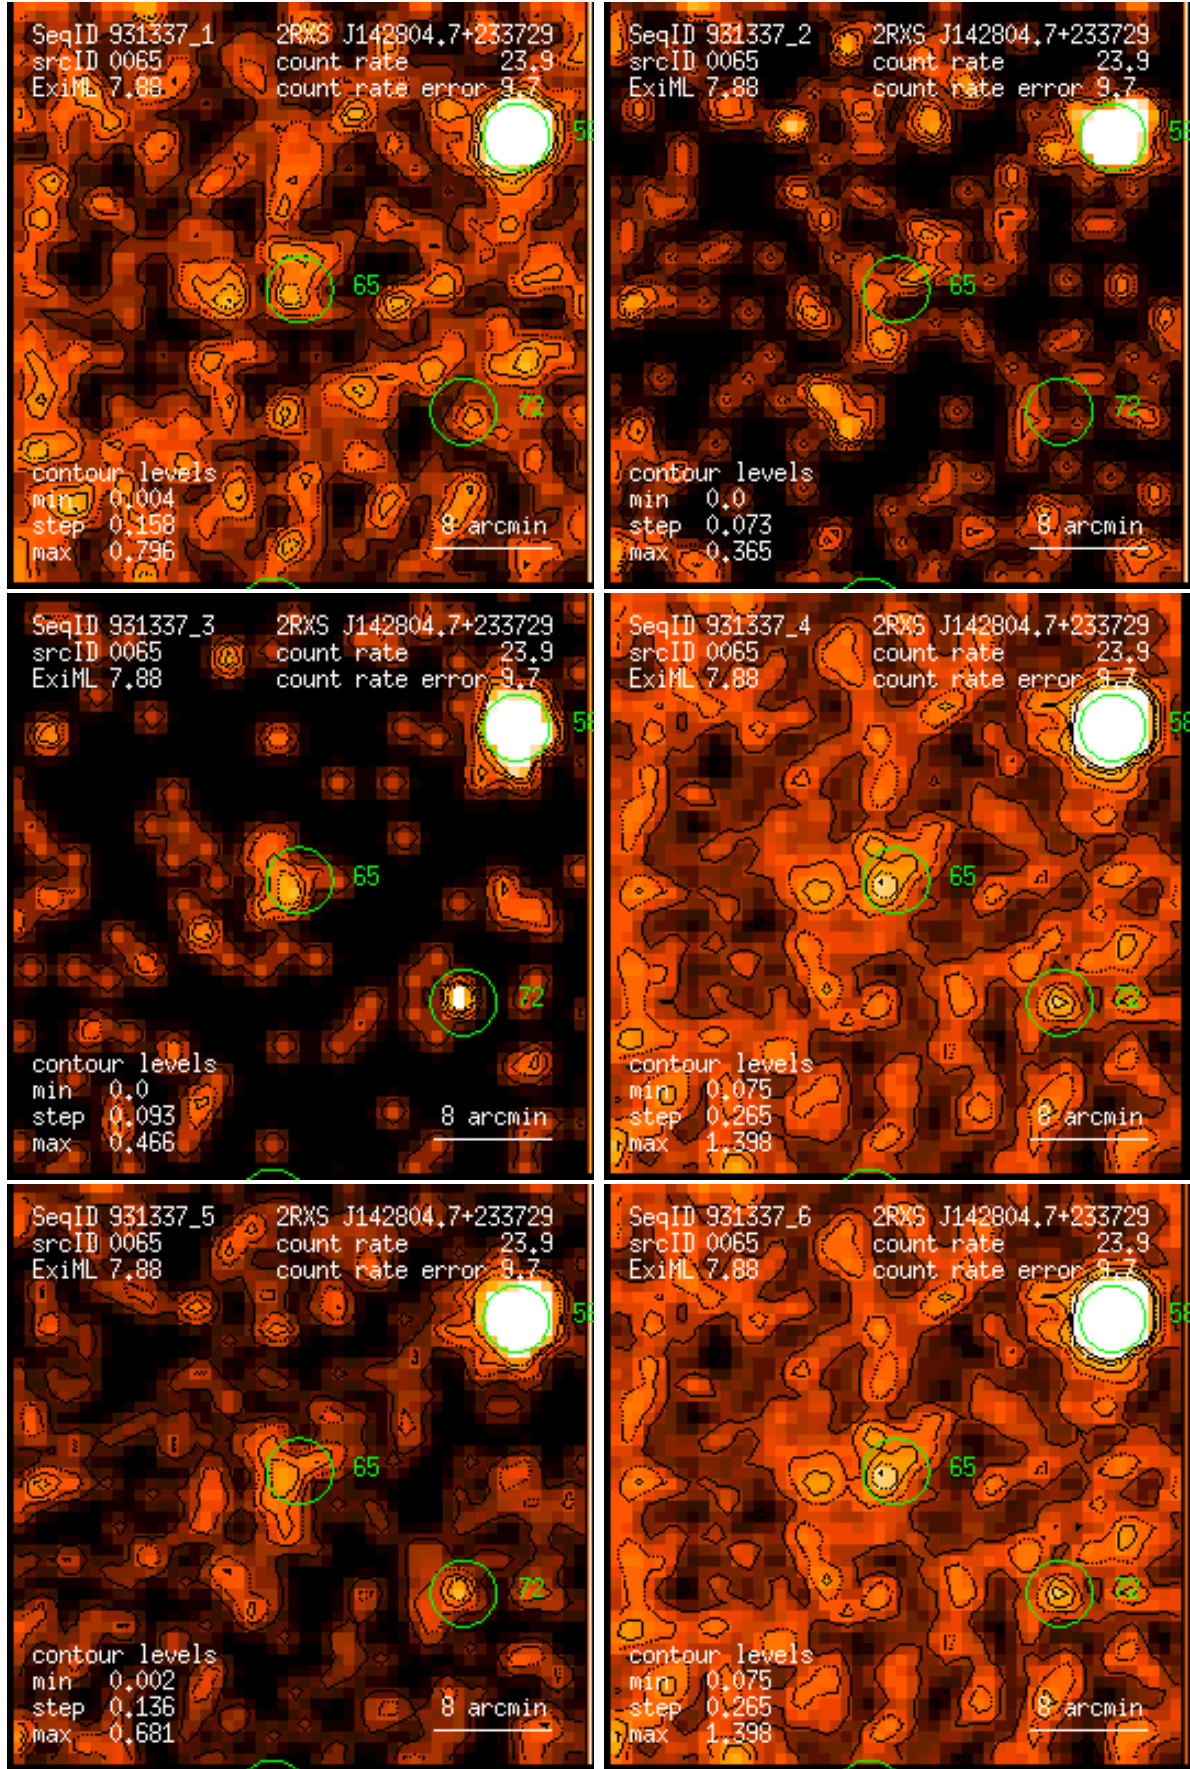 SeqID 931337_1 2RXS J142804.7+233729
srcID 0065 count rate 23.9
ExiML 7.88 count rate error 9.7
58
65
72
contour levels
min 0.004
step 0.158 8 arcmin
max 0.796
SeqID 931337_2 2RXS J142804.7+233729
srcID 0065 count rate 23.9
ExiML 7.88 count rate error 9.7
58
65
72
contour levels
min 0.0
step 0.073 8 arcmin
max 0.365
SeqID 931337_3 2RXS J142804.7+233729
srcID 0065 count rate 23.9
ExiML 7.88 count rate error 9.7
58
65
72
contour levels
min 0.0
step 0.093 8 arcmin
max 0.466
SeqID 931337_4 2RXS J142804.7+233729
srcID 0065 count rate 23.9
ExiML 7.88 count rate error 9.7
58
65
72
contour levels
min 0.075
step 0.265 8 arcmin
max 1.398
SeqID 931337_5 2RXS J142804.7+233729
srcID 0065 count rate 23.9
ExiML 7.88 count rate error 9.7
58
65
72
contour levels
min 0.002
step 0.136 8 arcmin
max 0.681
SeqID 931337_6 2RXS J142804.7+233729
srcID 0065 count rate 23.9
ExiML 7.88 count rate error 9.7
58
65
72
contour levels
min 0.075
step 0.265 8 arcmin
max 1.398